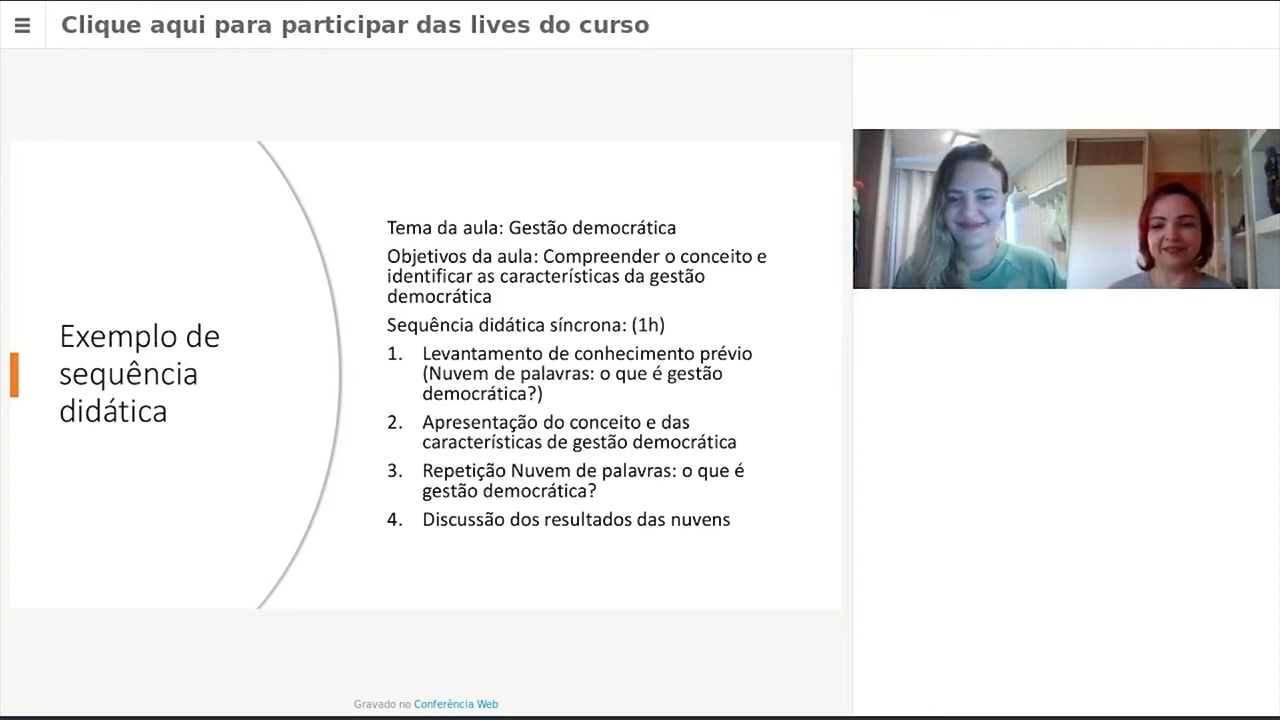 ☰ Clique aqui para participar das lives do curso
Exemplo de
sequência
didática
Tema da aula: Gestão democrática
Objetivos da aula: Compreender o conceito e
identificar as características da gestão
democrática
Sequência didática síncrona: (1h)
1. Levantamento de conhecimento prévio
(Nuvem de palavras: o que é gestão
democrática?)
2. Apresentação do conceito e das
características de gestão democrática
3. Repetição Nuvem de palavras: o que é
gestão democrática?
4. Discussão dos resultados das nuvens
Gravado no Conferência Web